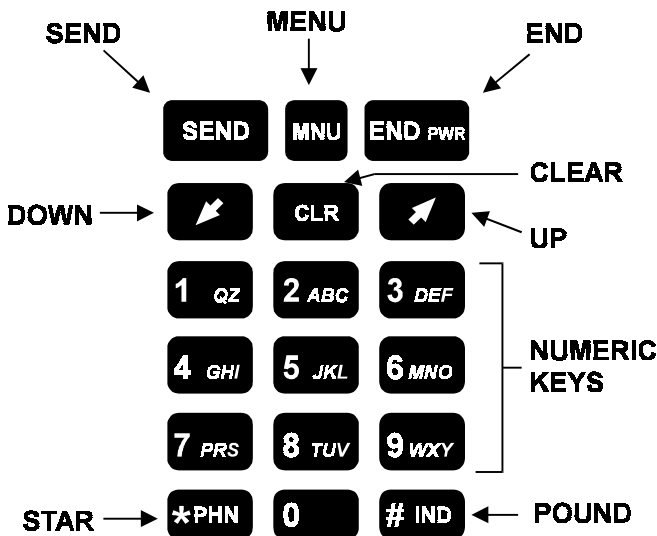 SEND MENU END
SEND MNU END PWR
CLEAR
DOWN CLR
UP
1 QZ 2 ABC 3 DEF
4 GHI 5 JKL 6 MNO
NUMERIC
KEYS
7 PRS 8 TUV 9 WXY
STAR *PHN 0 # IND POUND